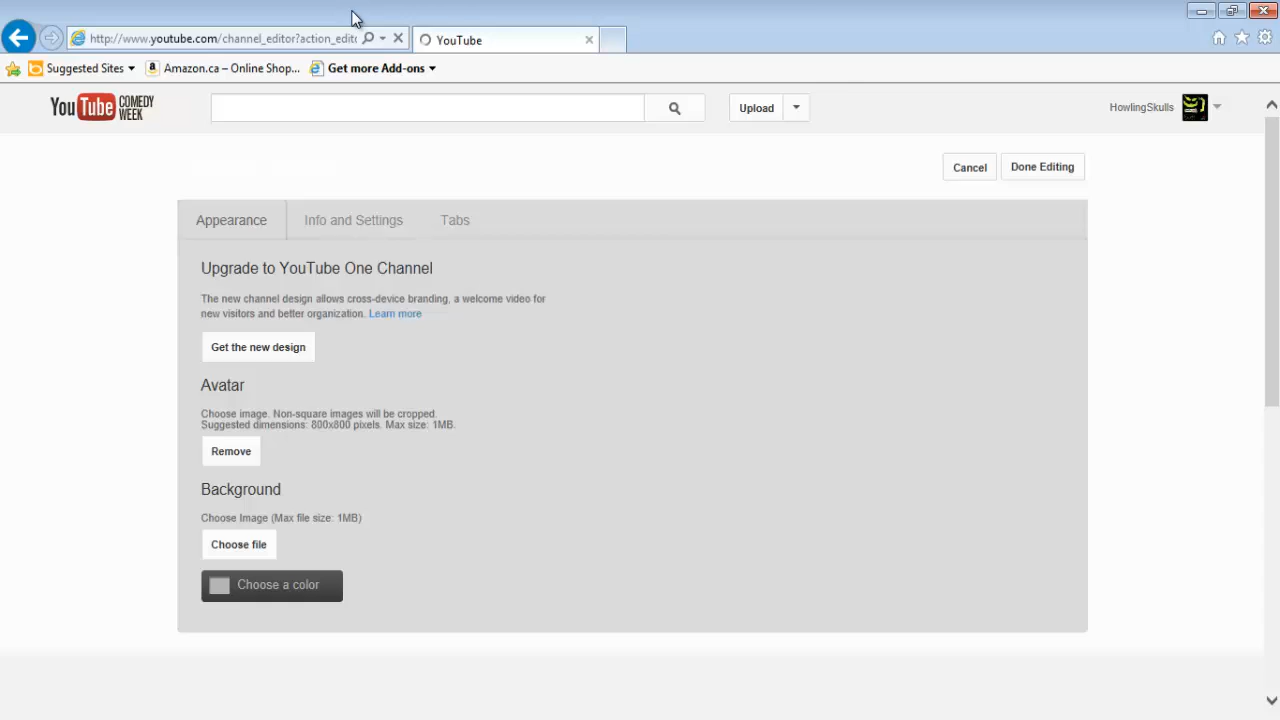 http://www.youtube.com/channel_editor?action_edito
YouTube
Suggested Sites
Amazon.ca – Online Shop...
Get more Add-ons
YouTube COMEDY WEEK
Upload
HowlingSkulls
Cancel
Done Editing
Appearance
Info and Settings
Tabs
Upgrade to YouTube One Channel
The new channel design allows cross-device branding, a welcome video for
new visitors and better organization. Learn more
Get the new design
Avatar
Choose image. Non-square images will be cropped.
Suggested dimensions: 800x800 pixels. Max size: 1MB.
Remove
Background
Choose Image (Max file size: 1MB)
Choose file
Choose a color